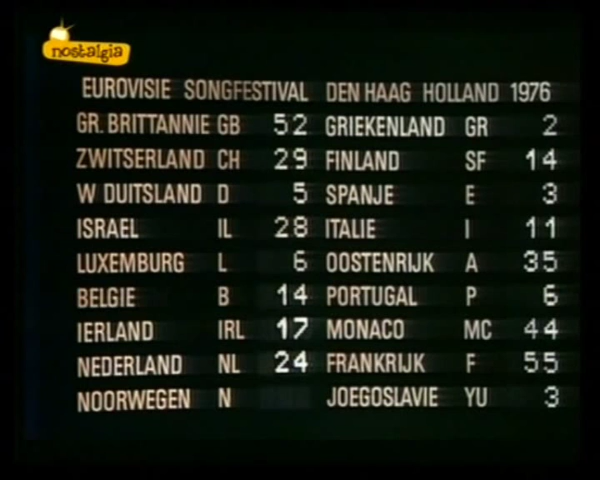 nostalgia
EUROVISIE SONGFESTIVAL DEN HAAG HOLLAND 1976
GR. BRITTANNIE GB 52 GRIEKENLAND GR 2
ZWITSERLAND CH 29 FINLAND SF 14
W DUITSLAND D 5 SPANJE E 3
ISRAEL IL 28 ITALIE I 11
LUXEMBURG L 6 OOSTENRIJK A 35
BELGIE B 14 PORTUGAL P 6
IERLAND IRL 17 MONACO MC 44
NEDERLAND NL 24 FRANKRIJK F 55
NOORWEGEN N JOEGOSLAVIE YU 3